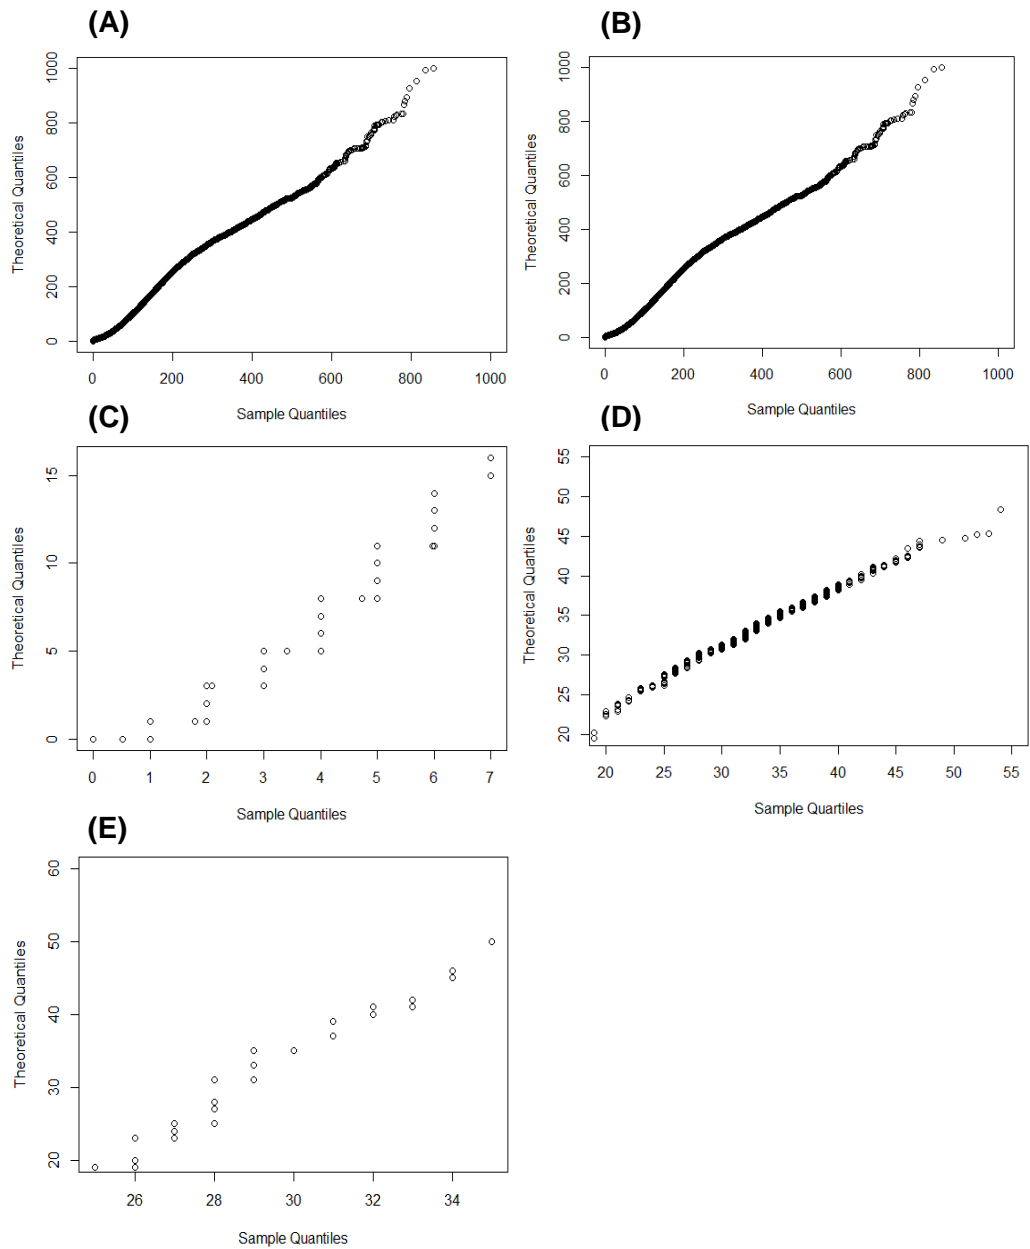 (A)
Theoretical Quantiles
1000
800
600
400
200
0
0 200 400 600 800 1000
Sample Quantiles
(B)
Theoretical Quantiles
1000
800
600
400
200
0
0 200 400 600 800 1000
Sample Quantiles
(C)
Theoretical Quantiles
15
10
5
0
0 1 2 3 4 5 6 7
Sample Quantiles
(D)
Theoretical Quartiles
55
50
45
40
35
30
25
20
20 25 30 35 40 45 50 55
Sample Quartiles
(E)
Theoretical Quantiles
60
50
40
30
20
26 28 30 32 34
Sample Quantiles